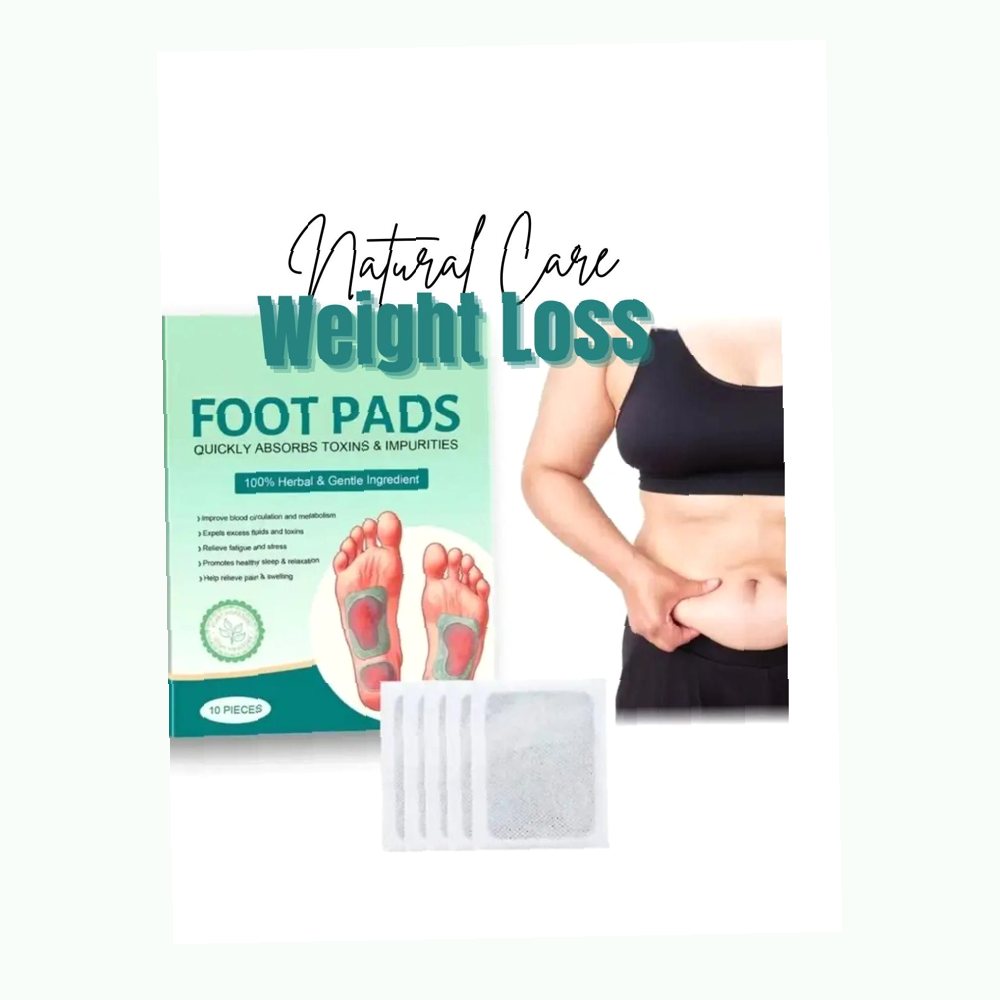 Natural Care
Weight Loss
FOOT PADS
QUICKLY ABSORBS TOXINS & IMPURITIES
100% Herbal & Gentle Ingredient
Improve blood circulation and metabolism
Expels excess fluids and toxins
Relieve fatigue and stress
Promotes healthy sleep & relaxation
Help relieve pain & swelling
10 PIECES